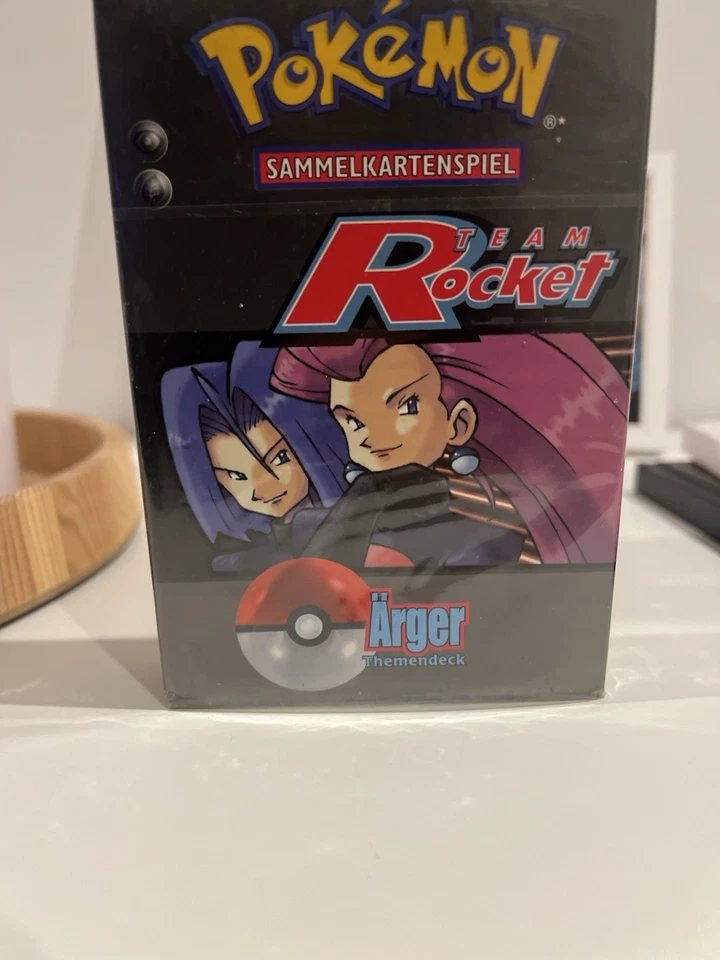 POKéMON
®*
SAMMELKARTENSPIEL
TEAM
Rocket
Ärger
Themendeck